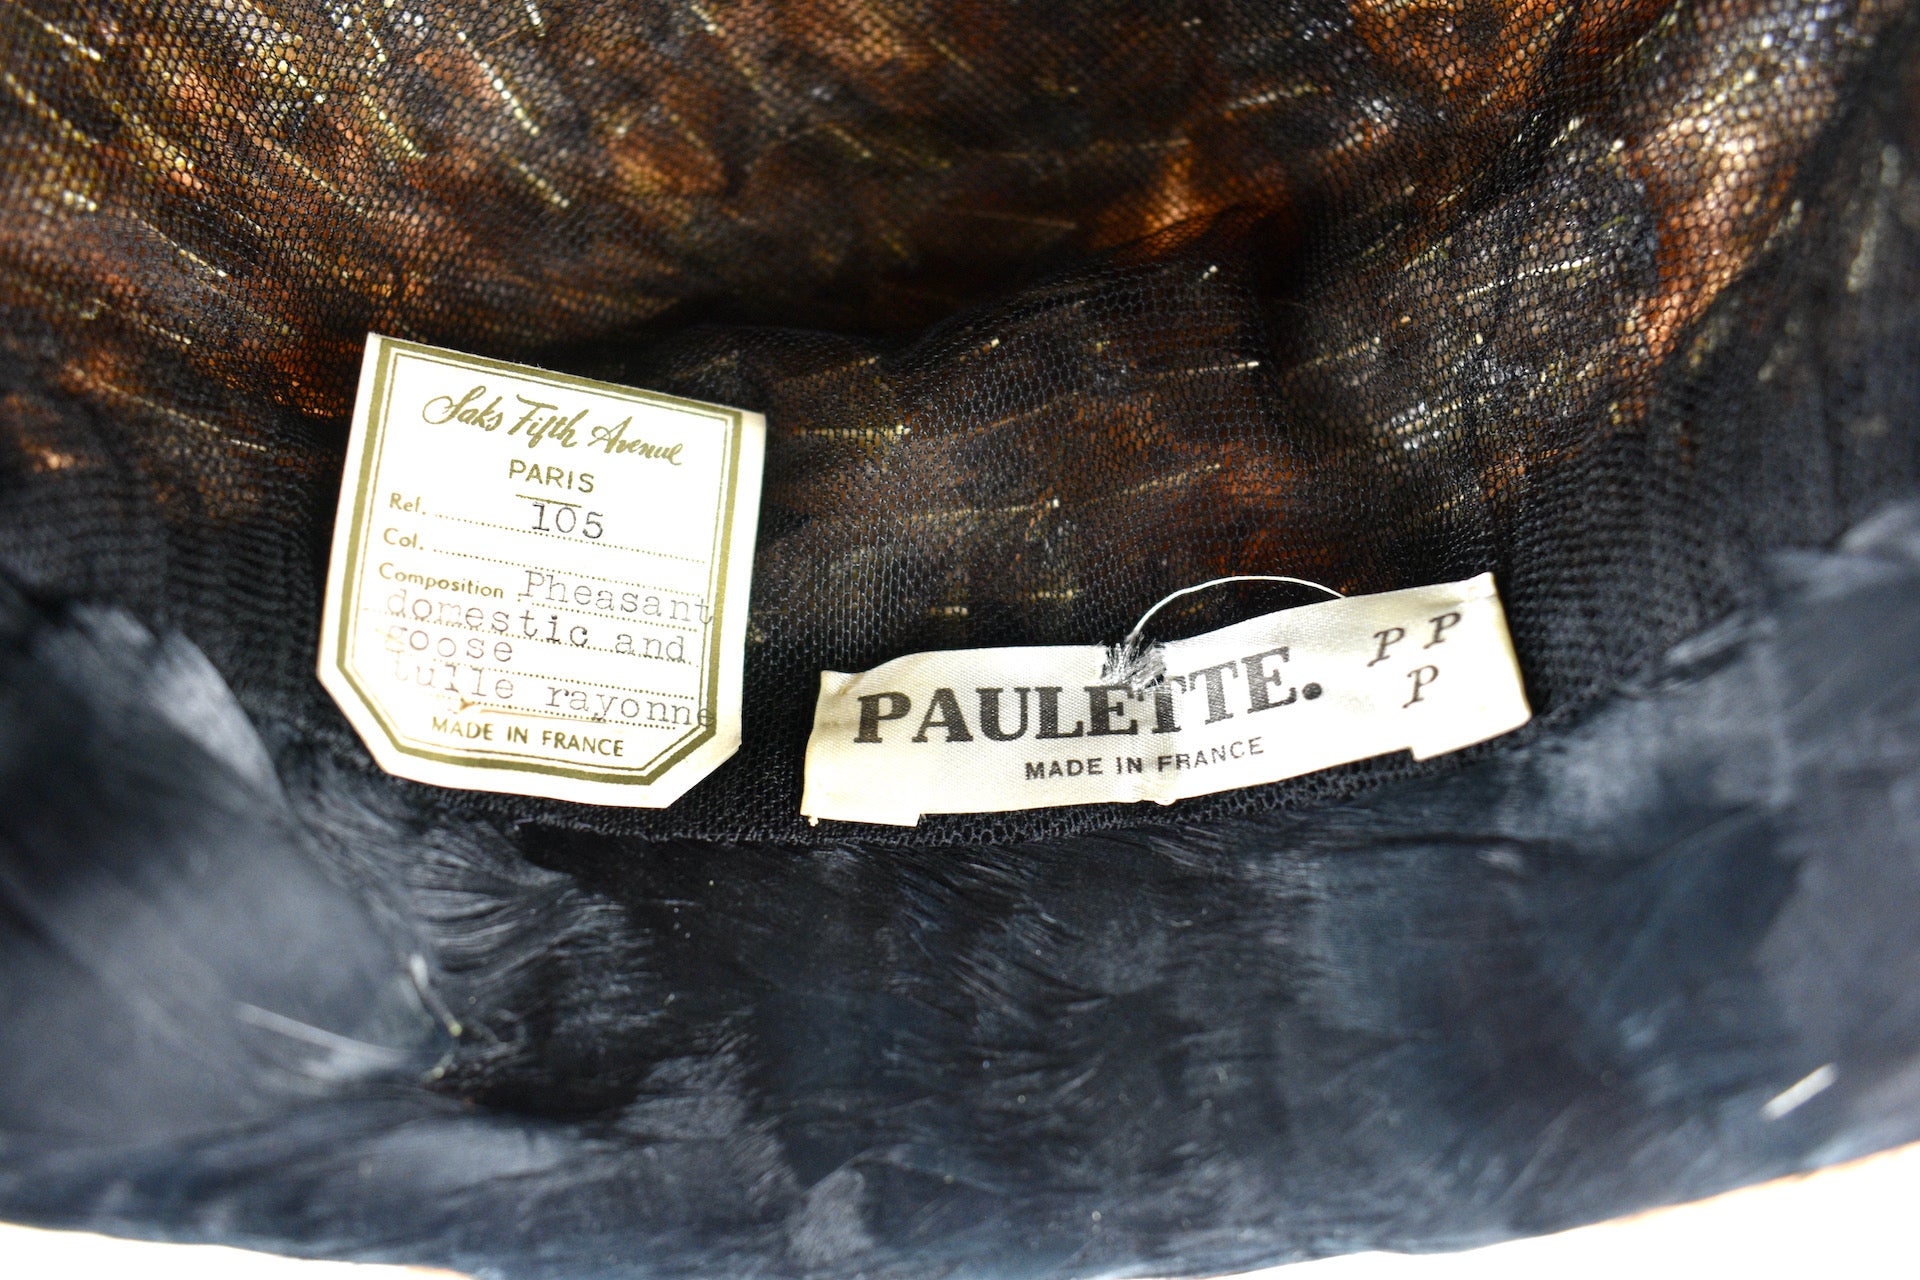 Saks Fifth Avenue
PARIS
Ref. 105
Col.
Composition Pheasant
domestic and
goose
tulle rayonne
MADE IN FRANCE
PAULETTE.
P P
P
MADE IN FRANCE